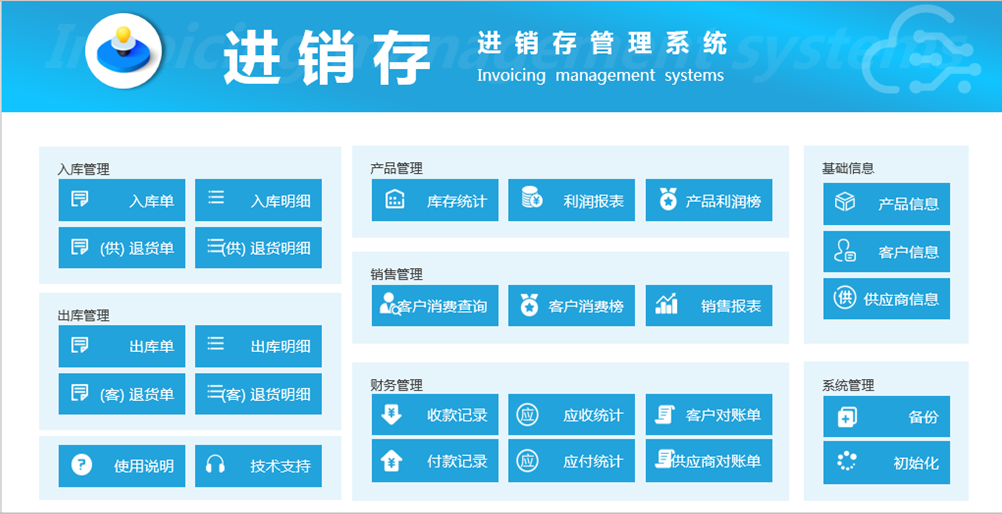 进销存
进销存管理系统
Invoicing management systems
Invoicing management systems
入库管理
入库单
入库明细
(供) 退货单
(供) 退货明细
出库管理
出库单
出库明细
(客) 退货单
(客) 退货明细
?
使用说明
技术支持
产品管理
库存统计
¥
利润报表
产品利润榜
销售管理
客户消费查询
客户消费榜
销售报表
财务管理
¥
收款记录
应
应收统计
客户对账单
¥
付款记录
应
应付统计
供应商对账单
基础信息
产品信息
客户信息
供
供应商信息
系统管理
备份
初始化